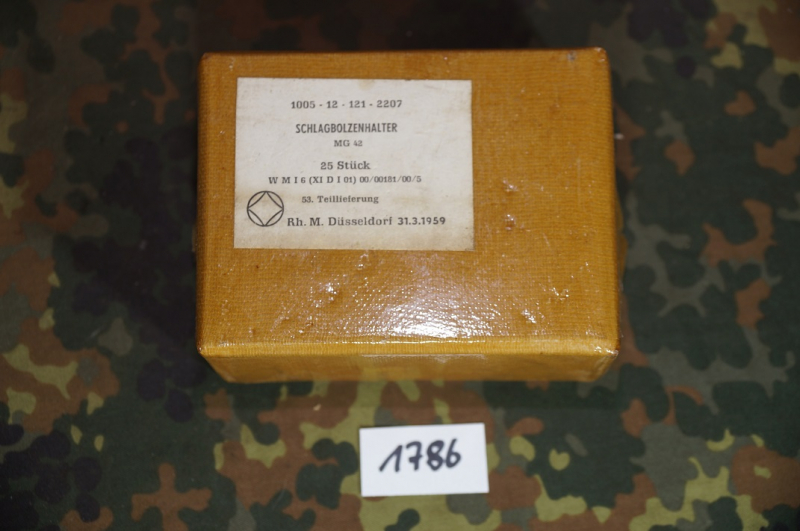 1005 - 12 - 121 - 2207
SCHLAGBOLZENHALTER
MG 42
25 Stück
W M I 6 (XI D I 01) 00/00181/00/5
53. Teillieferung
Rh. M. Düsseldorf 31.3.1959
1786